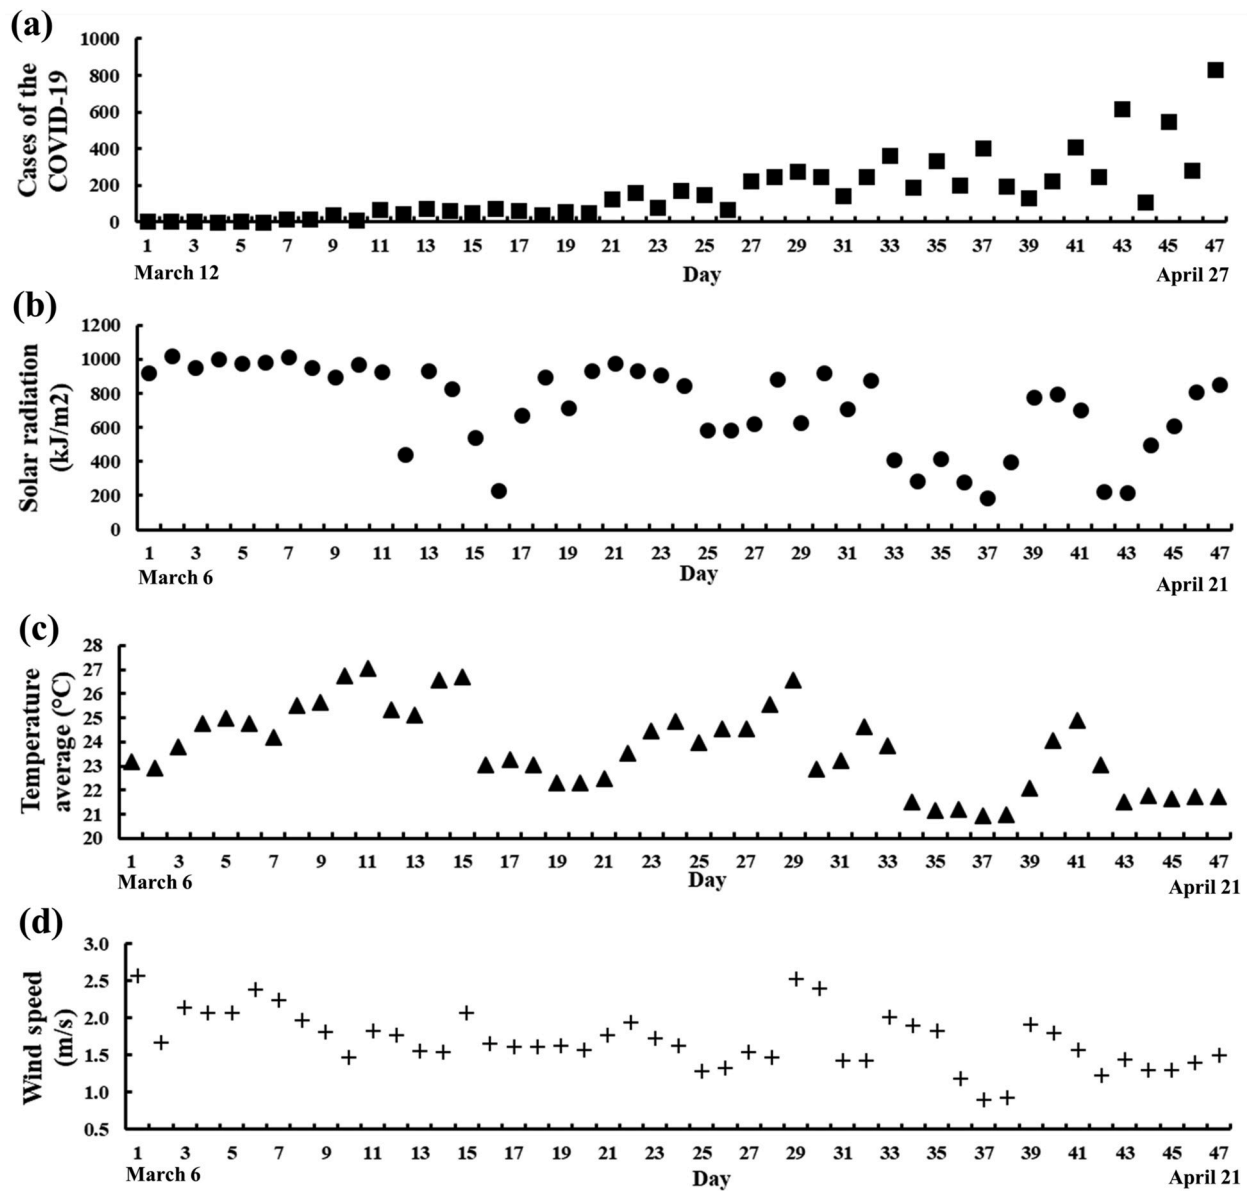 (a)
Cases of the
COVID-19
1000
800
600
400
200
0
1 3 5 7 9 11 13 15 17 19 21 23 25 27 29 31 33 35 37 39 41 43 45 47
March 12 Day April 27
(b)
Solar radiation
(kJ/m2)
1200
1000
800
600
400
200
0
1 3 5 7 9 11 13 15 17 19 21 23 25 27 29 31 33 35 37 39 41 43 45 47
March 6 Day April 21
(c)
Temperature
average (°C)
28
27
26
25
24
23
22
21
20
1 3 5 7 9 11 13 15 17 19 21 23 25 27 29 31 33 35 37 39 41 43 45 47
March 6 Day April 21
(d)
Wind speed
(m/s)
3.0
2.5
2.0
1.5
1.0
0.5
1 3 5 7 9 11 13 15 17 19 21 23 25 27 29 31 33 35 37 39 41 43 45 47
March 6 Day April 21